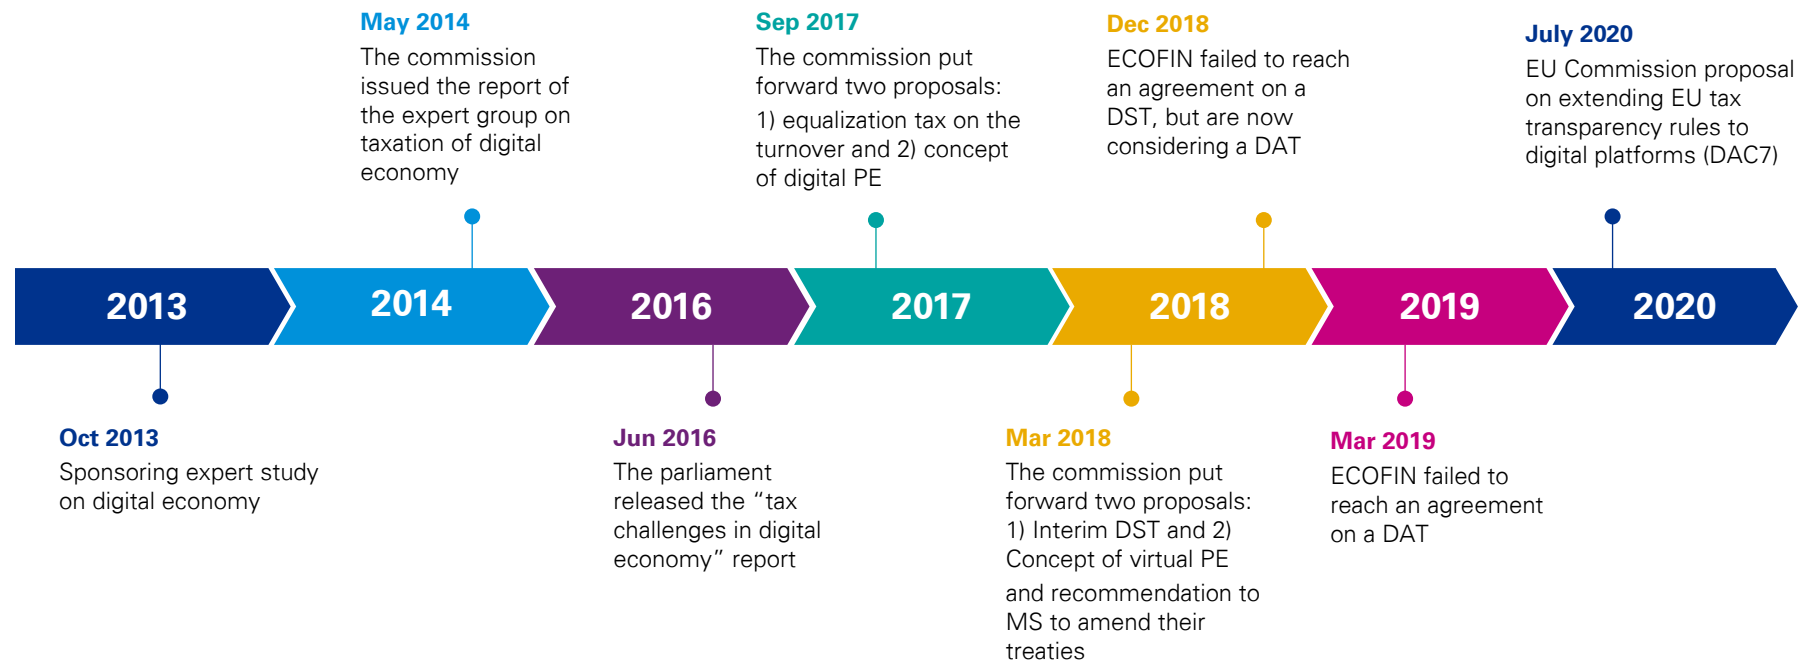 May 2014
The commission
issued the report of
the expert group on
taxation of digital
economy
Sep 2017
The commission put
forward two proposals:
1) equalization tax on the
turnover and 2) concept
of digital PE
Dec 2018
ECOFIN failed to reach
an agreement on a
DST, but are now
considering a DAT
July 2020
EU Commission proposal
on extending EU tax
transparency rules to
digital platforms (DAC7)
2013
2014
2016
2017
2018
2019
2020
Oct 2013
Sponsoring expert study
on digital economy
Jun 2016
The parliament
released the “tax
challenges in digital
economy” report
Mar 2018
The commission put
forward two proposals:
1) Interim DST and 2)
Concept of virtual PE
and recommendation to
MS to amend their
treaties
Mar 2019
ECOFIN failed to
reach an agreement
on a DAT